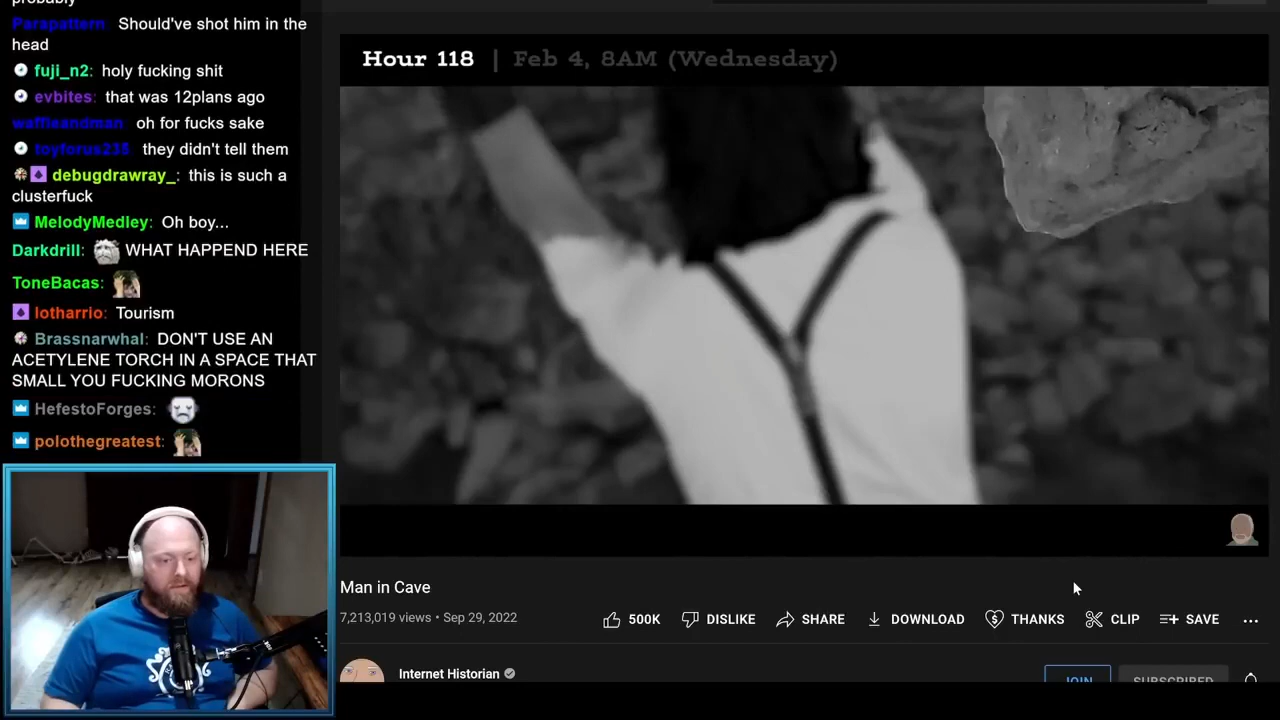 probably
Parapattern: Should've shot him in the
head
fuji_n2: holy fucking shit
evbites: that was 12plans ago
waffleandman oh for fucks sake
toyforus235 they didn't tell them
debugdrawray_: this is such a
clusterfuck
MelodyMedley: Oh boy...
Darkdrill: WHAT HAPPEND HERE
ToneBacas:
lotharrio: Tourism
Brassnarwhal: DON'T USE AN
ACETYLENE TORCH IN A SPACE THAT
SMALL YOU FUCKING MORONS
HefestoForges:
polothegreatest:
Hour 118 | Feb 4, 8AM (Wednesday)
Man in Cave
7,213,019 views • Sep 29, 2022
500K DISLIKE SHARE DOWNLOAD THANKS CLIP SAVE ...
Internet Historian
JOIN SUBSCRIBED